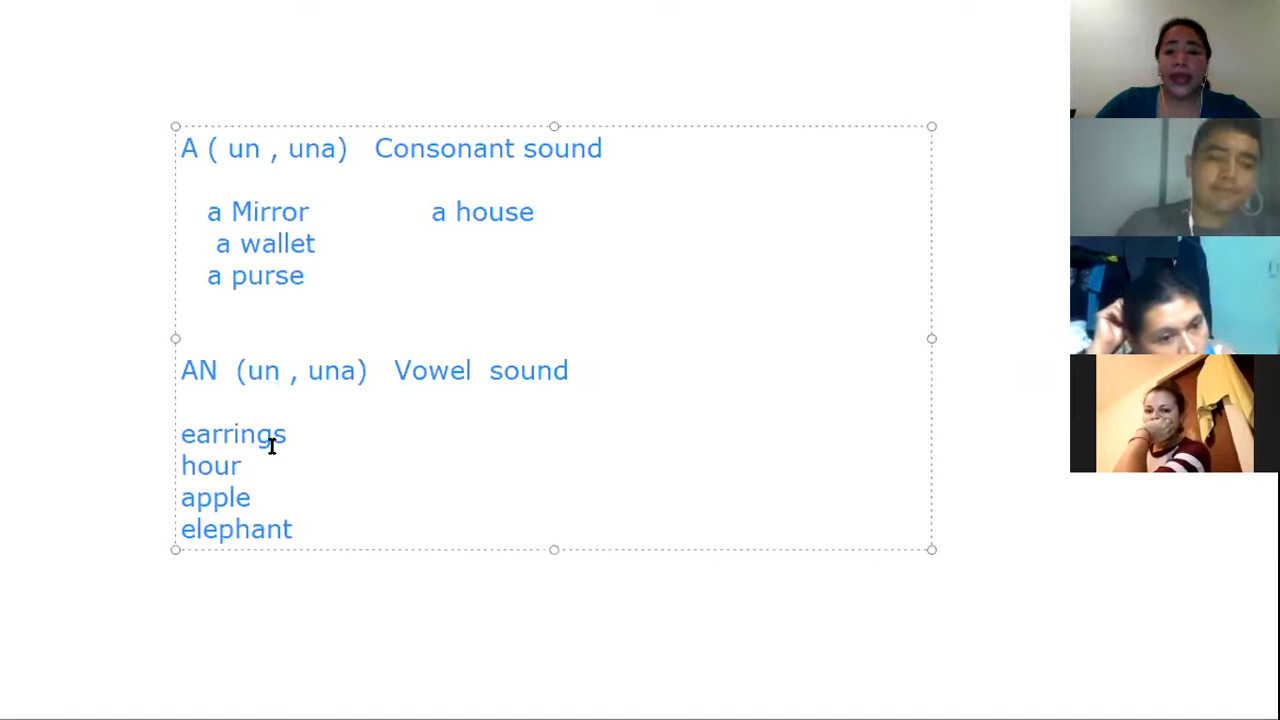 A ( un , una) Consonant sound
a Mirror a house
a wallet
a purse
AN (un , una) Vowel sound
earrings
hour
apple
elephant